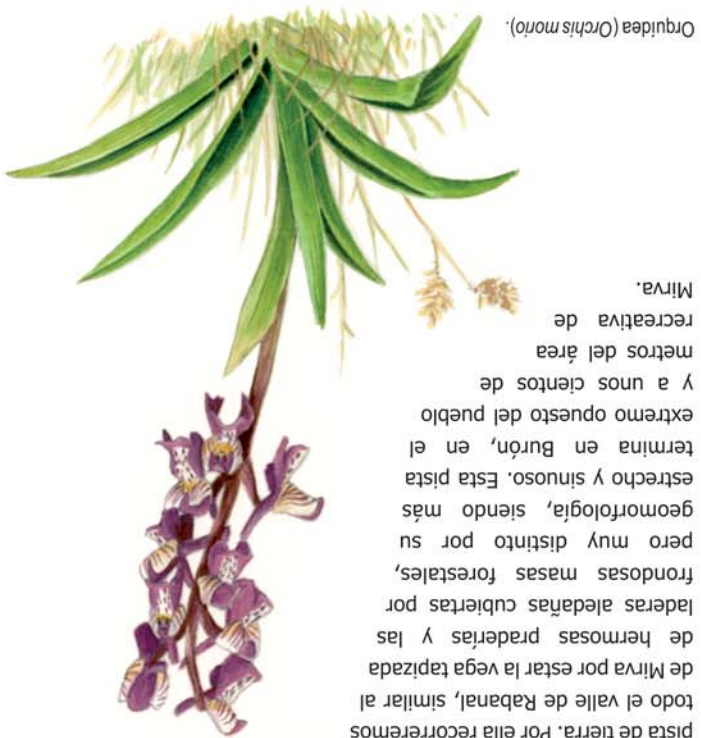 pista de tierra. Por ella recorreremos
todo el valle de Rabanal, similar al
de Mirva por estar la vega tapizada
de hermosas praderías y las
laderas aledañas cubiertas por
frondosas masas forestales,
pero muy distinto por su
geomorfología, siendo más
estrecho y sinuoso. Esta pista
termina en Burón, en el
extremo opuesto del pueblo
y a unos cientos de
metros del área
recreativa de
Mirva.
Orquidea (Orchis morio).